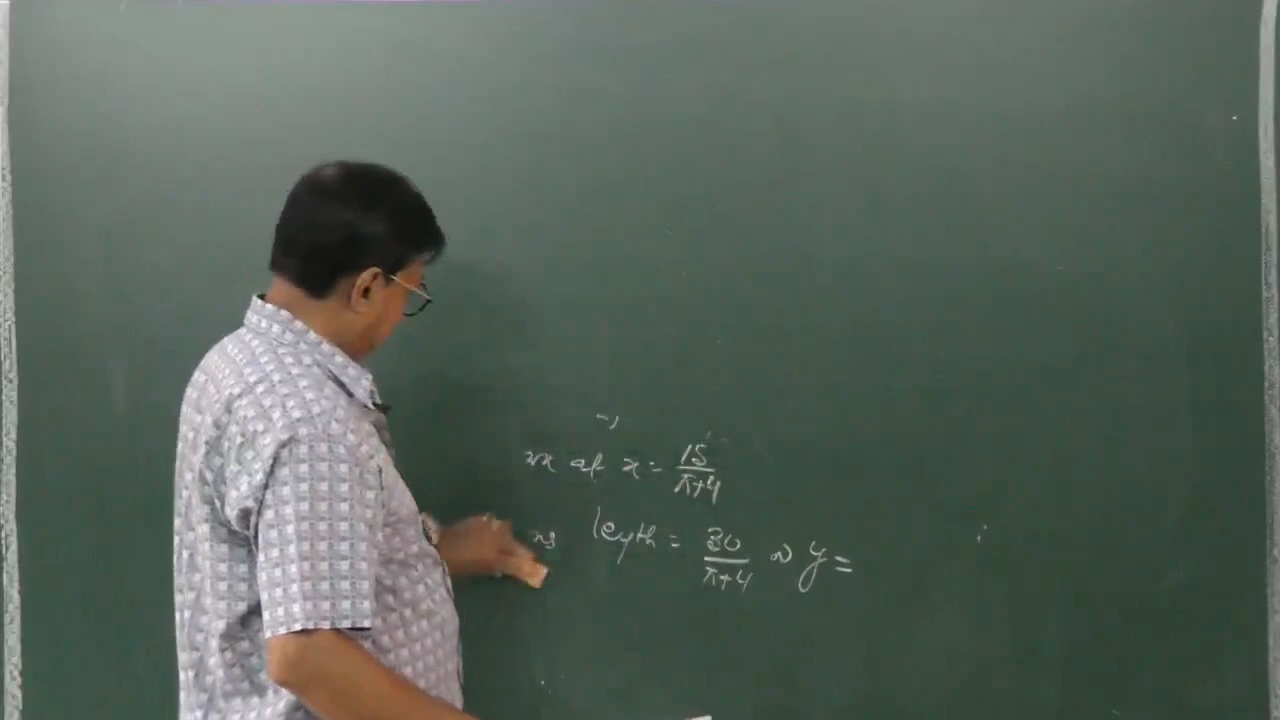 at x = 15/π+4
length = 30/π+4 y =